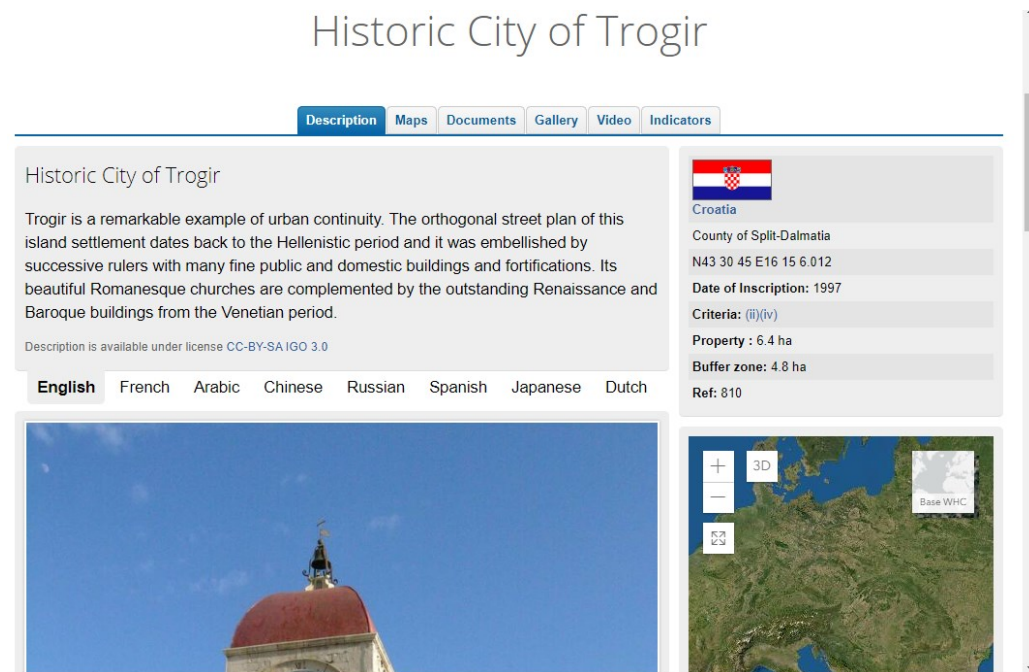 Historic City of Trogir
Description Maps Documents Gallery Video Indicators
Historic City of Trogir
Trogir is a remarkable example of urban continuity. The orthogonal street plan of this
island settlement dates back to the Hellenistic period and it was embellished by
successive rulers with many fine public and domestic buildings and fortifications. Its
beautiful Romanesque churches are complemented by the outstanding Renaissance and
Baroque buildings from the Venetian period.
Description is available under license CC-BY-SA IGO 3.0
English French Arabic Chinese Russian Spanish Japanese Dutch
Croatia
County of Split-Dalmatia
N43 30 45 E16 15 6.012
Date of Inscription: 1997
Criteria: (ii)(iv)
Property : 6.4 ha
Buffer zone: 4.8 ha
Ref: 810
3D
Base WHC